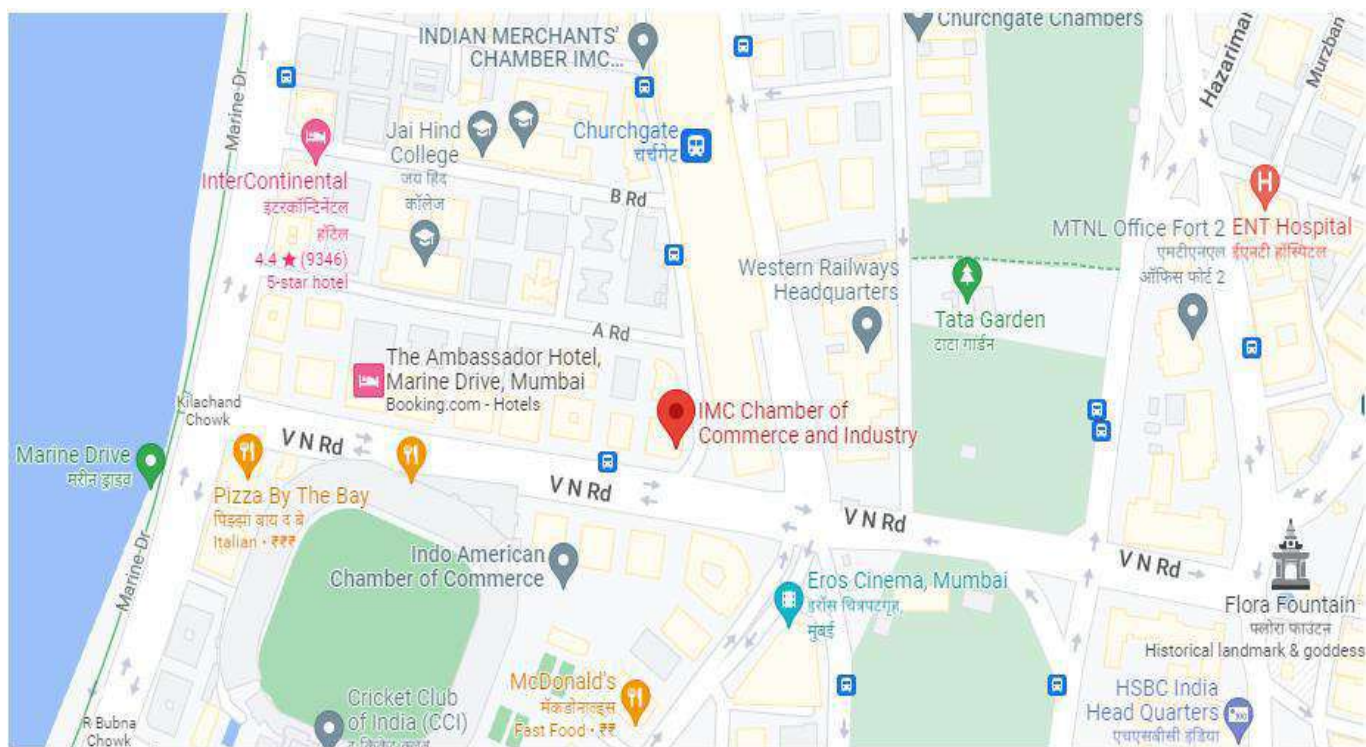 Churchgate Chambers
INDIAN MERCHANTS'
CHAMBER IMC...
Hazarimal
Murzban
Marine Dr
Jai Hind
College
जय हिंद
कॉलेज
Churchgate
चर्चगेट
InterContinental
इंटरकॉन्टिनेंटल
हॉटेल
4.4 ★ (9346)
5-star hotel
B Rd
MTNL Office Fort 2
एमटीएनएल
ऑफिस फोर्ट 2
ENT Hospital
ईएनटी हॉस्पिटल
Western Railways
Headquarters
Tata Garden
टाटा गार्डन
A Rd
The Ambassador Hotel,
Marine Drive, Mumbai
Booking.com - Hotels
Kilachand
Chowk
IMC Chamber of
Commerce and Industry
V N Rd
Marine Drive
मरीन ड्राइव
Pizza By The Bay
पिझ्झा बाय द बे
Italian • ₹₹₹
V N Rd
V N Rd
V N Rd
Indo American
Chamber of Commerce
Marine Dr
Eros Cinema, Mumbai
इरॉस चित्रपटगृह,
मुंबई
Flora Fountain
फ्लोरा फाउंटन
Historical landmark & goddess
McDonald's
मॅकडोनाल्ड्स
Fast Food • ₹₹
HSBC India
Head Quarters
एचएसबीसी इंडिया
Cricket Club
of India (CCI)
R Bubna
Chowk